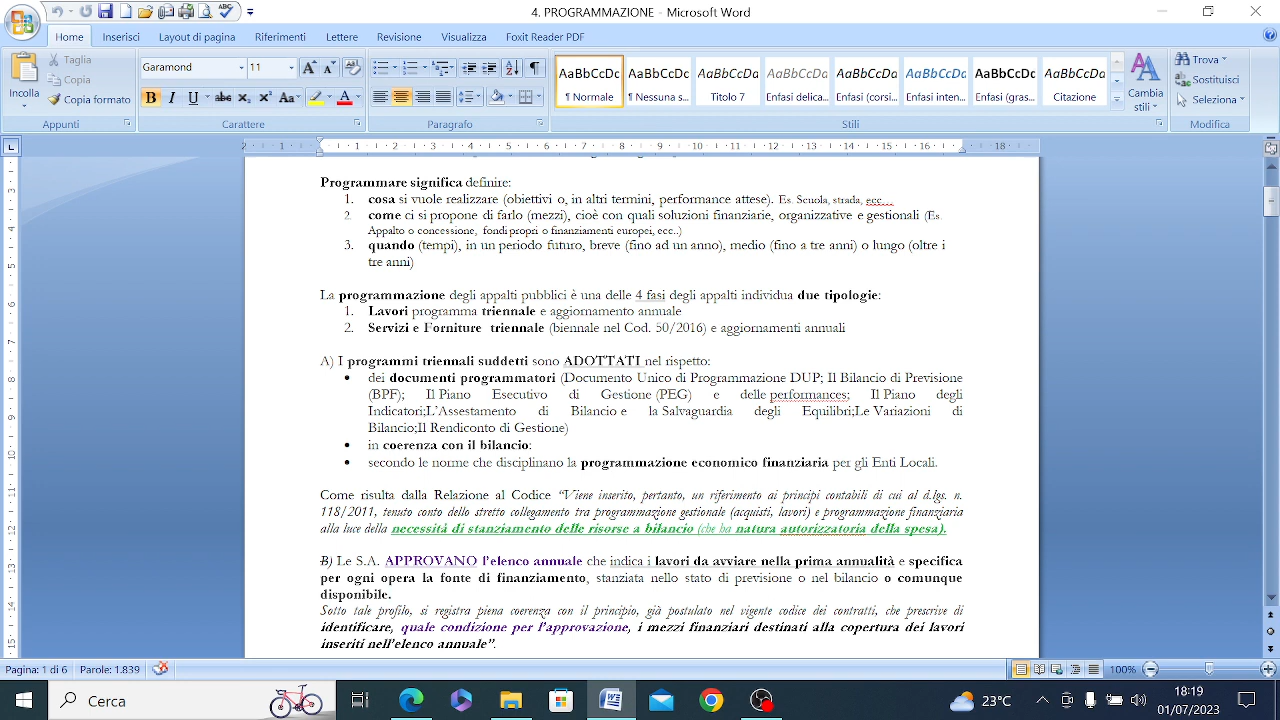 4. PROGRAMMAZIONE - Microsoft Word
Home Inserisci Layout di pagina Riferimenti Lettere Revisione Visualizza Foxit Reader PDF
Incolla
Taglia
Copia
Copia formato
Appunti
Garamond 11
Carattere
Paragrafo
AaBbCcDc AaBbCcDc AaBbCcDc AaBbCcDc AaBbCcDc AaBbCcDc AaBbCcDc AaBbCcDc
¶ Normale ¶ Nessuna s... Titolo 7 Enfasi delica... Enfasi (corsi... Enfasi inten... Enfasi (gras... Citazione
Stili
Cambia stili
Trova
Sostituisci
Seleziona
Modifica
Programmare significa definire:
1. cosa si vuole realizzare (obiettivi o, in altri termini, performance attese). Es. Scuola, strada, ecc...
2. come ci si propone di farlo (mezzi), cioè con quali soluzioni finanziarie, organizzative e gestionali (Es.
Appalto o concessione, fondi propri o finanziamenti europei, ecc..)
3. quando (tempi), in un periodo futuro, breve (fino ad un anno), medio (fino a tre anni) o lungo (oltre i
tre anni)
La programmazione degli appalti pubblici è una delle 4 fasi degli appalti individua due tipologie:
1. Lavori programma triennale e aggiornamento annuale
2. Servizi e Forniture triennale (biennale nel Cod. 50/2016) e aggiornamenti annuali
A) I programmi triennali suddetti sono ADOTTATI nel rispetto:
• dei documenti programmatori (Documento Unico di Programmazione DUP; Il Bilancio di Previsione
(BPF); Il Piano Esecutivo di Gestione (PEG) e delle performances; Il Piano degli
Indicatori;L'Assestamento di Bilancio e la Salvaguardia degli Equilibri;Le Variazioni di
Bilancio;Il Rendiconto di Gestione)
• in coerenza con il bilancio:
• secondo le norme che disciplinano la programmazione economico finanziaria per gli Enti Locali.
Come risulta dalla Relazione al Codice “Viene inserito, pertanto, un riferimento ai principi contabili di cui al d.lgs. n.
118/2011, tenuto conto dello stretto collegamento tra programmazione gestionale (acquisti, lavori) e programmazione finanziaria
alla luce della necessità di stanziamento delle risorse a bilancio (che ha natura autorizzatoria della spesa).
B) Le S.A. APPROVANO l'elenco annuale che indica i lavori da avviare nella prima annualità e specifica
per ogni opera la fonte di finanziamento, stanziata nello stato di previsione o nel bilancio o comunque
disponibile.
Sotto tale profilo, si registra piena coerenza con il principio, già postulato nel vigente codice dei contratti, che prescrive di
identificare, quale condizione per l'approvazione, i mezzi finanziari destinati alla copertura dei lavori
inseriti nell'elenco annuale”.
Pagina: 1 di 6 Parole: 1.839 100%
Cerca 23°C 18:19
01/07/2023